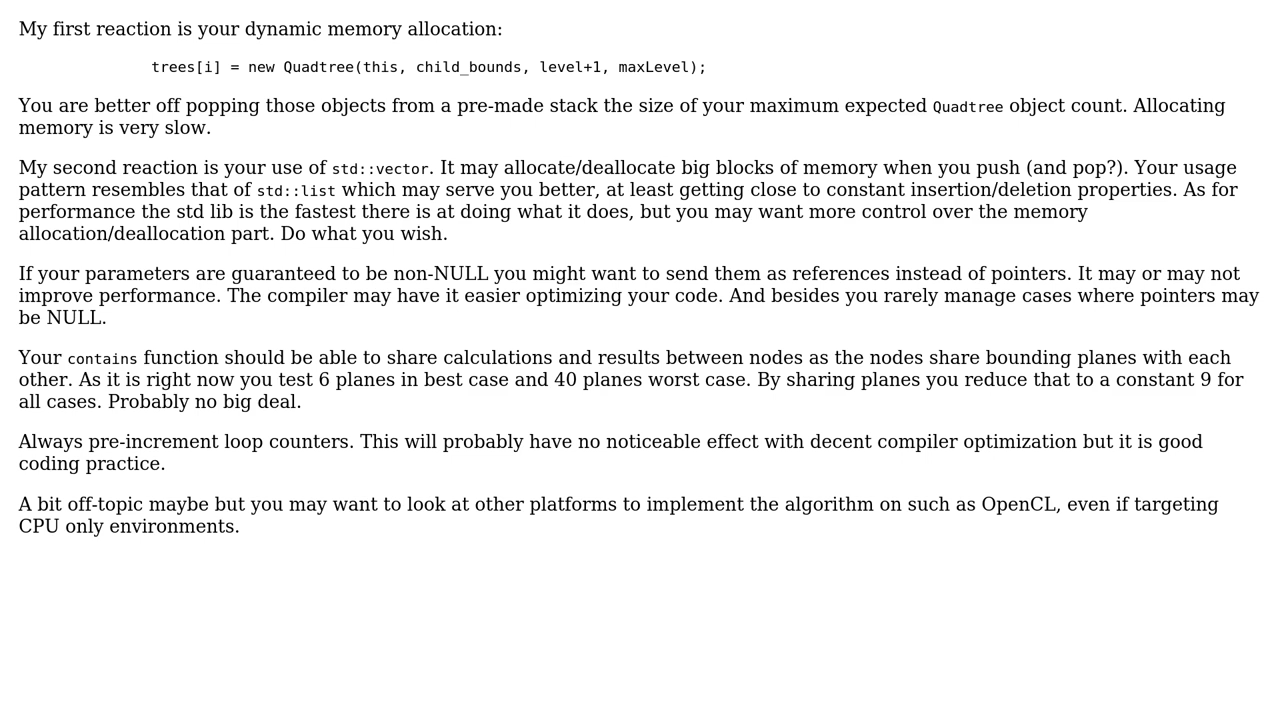 My first reaction is your dynamic memory allocation:
trees[i] = new Quadtree(this, child_bounds, level+1, maxLevel);
You are better off popping those objects from a pre-made stack the size of your maximum expected Quadtree object count. Allocating
memory is very slow.
My second reaction is your use of std::vector. It may allocate/deallocate big blocks of memory when you push (and pop?). Your usage
pattern resembles that of std::list which may serve you better, at least getting close to constant insertion/deletion properties. As for
performance the std lib is the fastest there is at doing what it does, but you may want more control over the memory
allocation/deallocation part. Do what you wish.
If your parameters are guaranteed to be non-NULL you might want to send them as references instead of pointers. It may or may not
improve performance. The compiler may have it easier optimizing your code. And besides you rarely manage cases where pointers may
be NULL.
Your contains function should be able to share calculations and results between nodes as the nodes share bounding planes with each
other. As it is right now you test 6 planes in best case and 40 planes worst case. By sharing planes you reduce that to a constant 9 for
all cases. Probably no big deal.
Always pre-increment loop counters. This will probably have no noticeable effect with decent compiler optimization but it is good
coding practice.
A bit off-topic maybe but you may want to look at other platforms to implement the algorithm on such as OpenCL, even if targeting
CPU only environments.